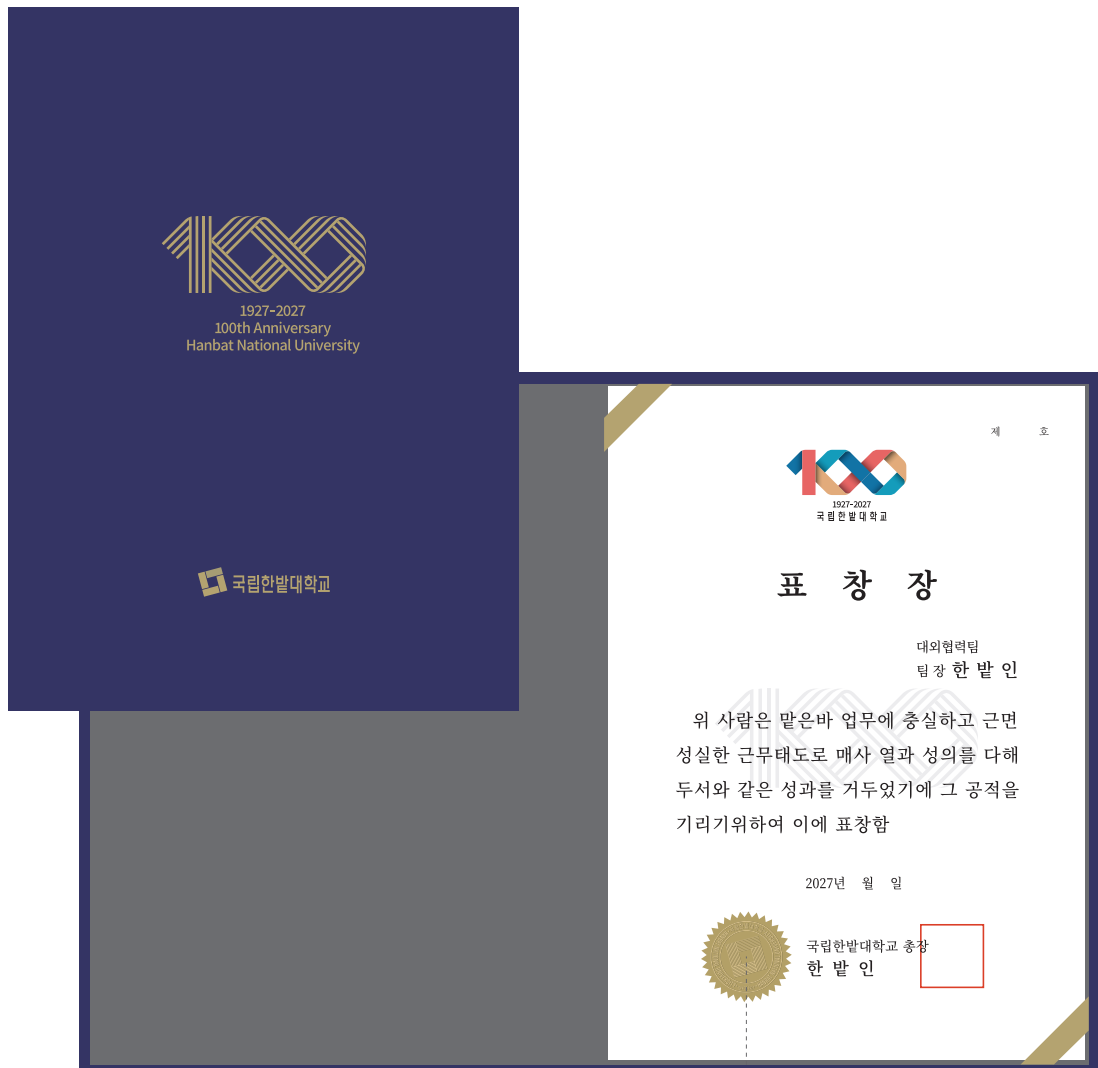 100
1927-2027
100th Anniversary
Hanbat National University
국립한밭대학교
제 호
100
1927-2027
국립한밭대학교
표 창 장
대외협력팀
팀장 한 밭 인
위 사람은 맡은바 업무에 충실하고 근면
성실한 근무태도로 매사 열과 성의를 다해
두서와 같은 성과를 거두었기에 그 공적을
기리기위하여 이에 표창함
2027년 월 일
국립한밭대학교 총장
한 밭 인